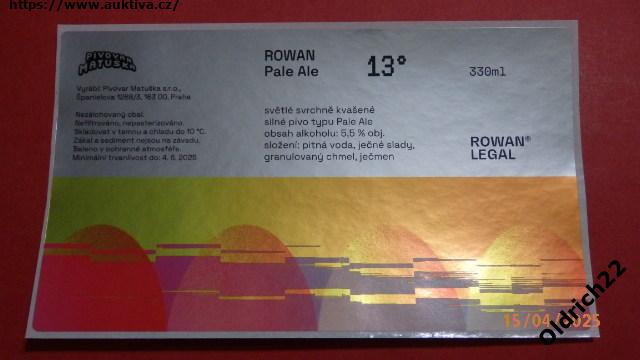 https://www.auktiva.cz/
PIVOVAR
MATUŠKA
Vyrábí: Pivovar Matuška s.r.o.,
Španielova 1288/3, 163 00, Praha
Nezálohovaný obal.
Nefiltrováno, nepasterizováno.
Skladovat v temnu a chladu do 10 °C.
Zákal a sediment nejsou na závadu.
Baleno v ochranné atmosféře.
Minimální trvanlivost do: 4. 6. 2025
ROWAN
Pale Ale
13°
330ml
světlé svrchně kvašené
silné pivo typu Pale Ale
obsah alkoholu: 5,5 % obj.
složení: pitná voda, ječné slady,
granulovaný chmel, ječmen
ROWAN®
LEGAL
15/04/2025
Oldrich22